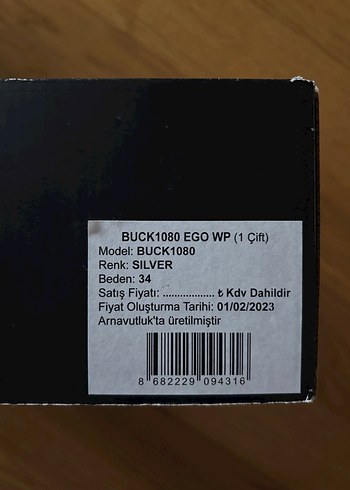 BUCK1080 EGO WP (1 Çift)
Model: BUCK1080
Renk: SILVER
Beden: 34
Satış Fiyatı: .................. ₺ Kdv Dahildir
Fiyat Oluşturma Tarihi: 01/02/2023
Arnavutluk'ta üretilmiştir
8 682229 094316